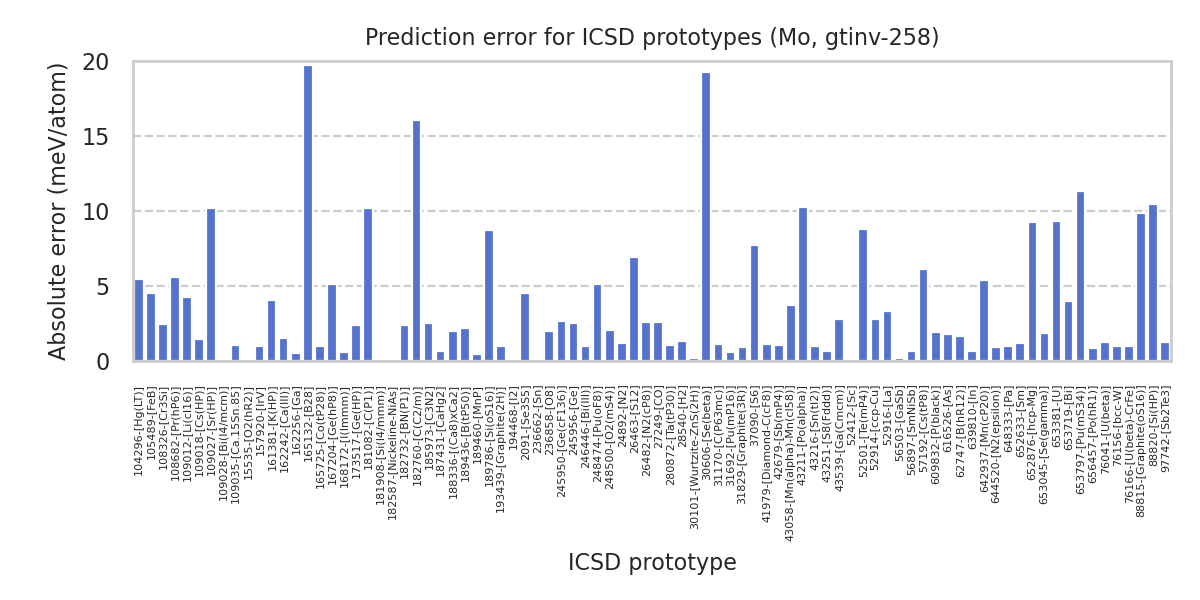 Prediction error for ICSD prototypes (Mo, gtinv-258)
Absolute error (meV/atom)
20
15
10
5
0
104296-[Hg(LT)]
105489-[FeB]
108326-[Cr3Si]
108682-[Pr(hP6)]
109012-[Li(cI16)]
109018-[Cs(HP)]
109027-[Bi(I4/mcm)]
109028-[Bi(I4/mcm)]
109035-[Ca.15Sn.85]
15535-[O2(hR2)]
157920-[IrV]
161381-[K(HP)]
162242-[Ca(III)]
162256-[Ga]
165132-[B28]
165725-[Co(tP28)]
167204-[Ge(hP8)]
168172-[I(Immm)]
173517-[Ge(HP)]
181082-[C(P1)]
181908-[Si(I4/mmm)]
182587-[Nickeline-NiAs]
182732-[BN(P1)]
182760-[C(C2/m)]
185973-[C3N2]
187431-[CaHg2]
188336-[(Ca8)xCa2]
189436-[B(tP50)]
189460-[MnP]
189786-[Si(oS16)]
193439-[Graphite(2H)]
194468-[I2]
2091-[Se3S5]
236662-[Sn]
236858-[O8]
245950-[Ge(cF136)]
245956-[Ge]
246446-[Bi(III)]
248474-[Pu(oF8)]
248500-[O2(mS4)]
24892-[N2]
26463-[S12]
26482-[N2(cP8)]
27249-[CO]
280872-[Ta(tP30)]
28540-[H2]
30101-[Wurtzite-ZnS(2H)]
30606-[Se(beta)]
31170-[C(P63mc)]
31692-[Pu(mP16)]
31829-[Graphite(3R)]
37090-[S6]
41979-[Diamond-C(cF8)]
42679-[Sb(mP4)]
43058-[Mn(alpha)-Mn(cI58)]
43211-[Po(alpha)]
43216-[Sn(tI2)]
43251-[S8(Fddd)]
43539-[Ga(Cmcm)]
52412-[Sc]
52501-[Te(mP4)]
52914-[ccp-Cu]
52916-[La]
56503-[GaSb]
56897-[SmNiSb]
57192-[Cs(tP8)]
609832-[P(black)]
616526-[As]
62747-[B(hR12)]
639810-[In]
642937-[Mn(cP20)]
644520-[N2(epsilon)]
648333-[Pa]
652633-[Sm]
652876-[hcp-Mg]
653045-[Se(gamma)]
653381-[U]
653719-[Bi]
653797-[Pu(mS34)]
656457-[Po(hR1)]
76041-[U(beta)]
76156-[bcc-W]
76166-[U(beta)-CrFe]
88815-[Graphite(oS16)]
88820-[Si(HP)]
97742-[Sb2Te3]
ICSD prototype